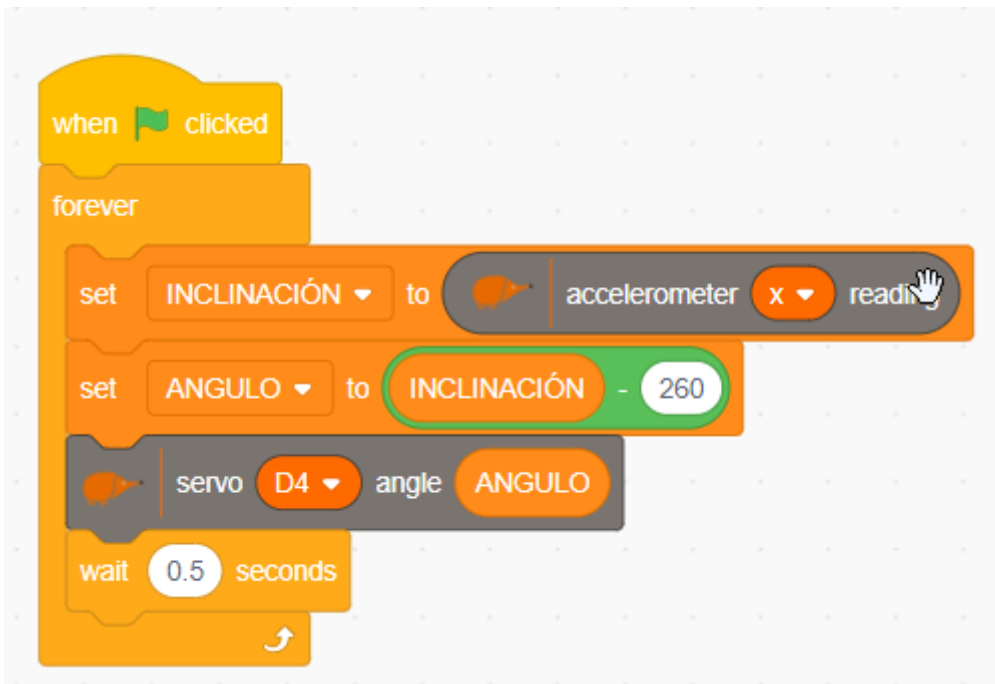 when clicked
forever
set INCLINACIÓN to accelerometer x reading
set ANGULO to INCLINACIÓN - 260
servo D4 angle ANGULO
wait 0.5 seconds